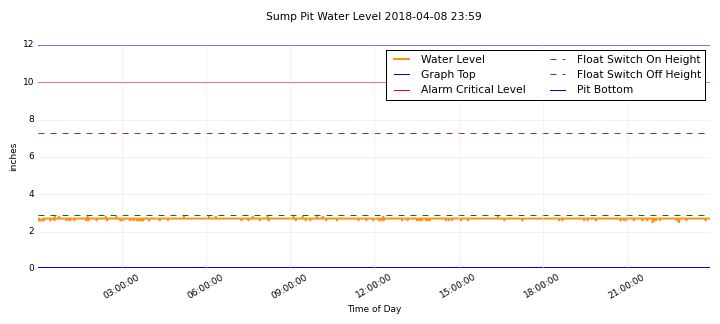 Sump Pit Water Level 2018-04-08 23:59
12
10
8
6
4
2
0
inches
Water Level
Graph Top
Alarm Critical Level
Float Switch On Height
Float Switch Off Height
Pit Bottom
03:00:00
06:00:00
09:00:00
12:00:00
15:00:00
18:00:00
21:00:00
Time of Day